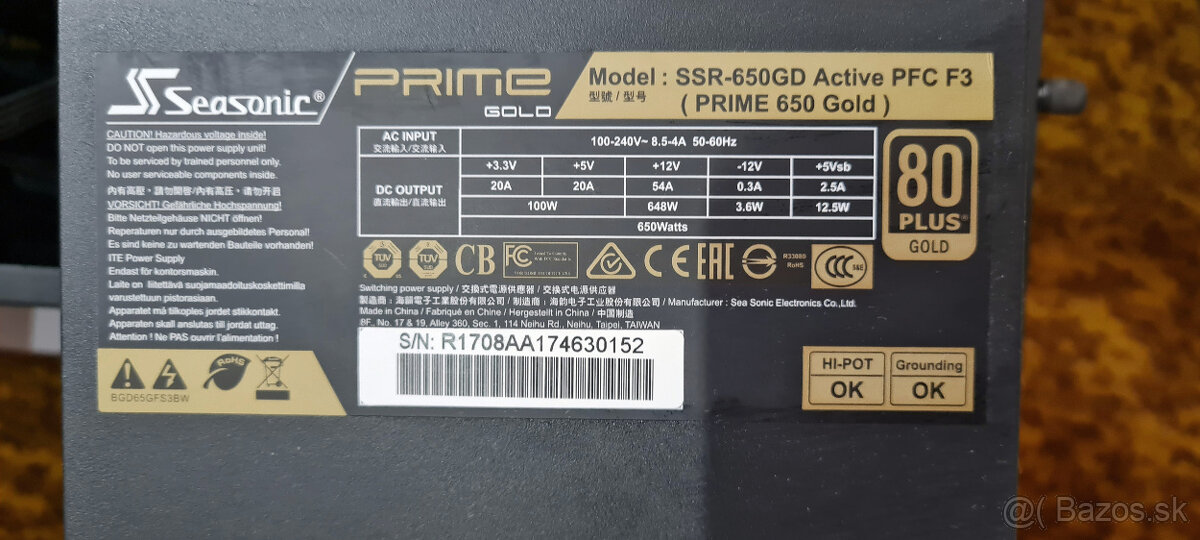 Seasonic®
PRIME
GOLD
Model : SSR-650GD Active PFC F3
型號 / 型号
( PRIME 650 Gold )
CAUTION! Hazardous voltage inside!
DO NOT open this power supply unit!
To be serviced by trained personnel only.
No user serviceable components inside.
內有高壓，請勿開啓/内有高压，请勿开启
VORSICHT! Gefährliche Hochspannung!
Bitte Netzteilgehäuse NICHT öffnen!
Reperaturen nur durch ausgebildetes Personal!
Es sind keine zu wartenden Bauteile vorhanden!
ITE Power Supply
Endast för kontorsmaskin.
Laite on liitettävä suojamaadoituskoskettimilla
varustettuun pistorasiaan.
Apparatet må tilkoples jordet stikkontakt.
Apparaten skall anslutas till jordat uttag.
Attention ! Ne PAS ouvrir l'alimentation !
AC INPUT
交流輸入/交流输入
100-240V~ 8.5-4A 50-60Hz
DC OUTPUT
直流輸出/直流输出
+3.3V +5V +12V -12V +5Vsb
20A 20A 54A 0.3A 2.5A
100W 648W 3.6W 12.5W
650Watts
80
PLUS®
GOLD
TÜV
SÜD
TÜV
SÜD
CB
FC
CE
EAC
R33080
RoHS
CCC
S&E
Switching power supply / 交換式電源供應器 / 交换式电源供应器
製造商：海韻電子工業股份有限公司 / 制造商：海韵电子工业股份有限公司 / Manufacturer : Sea Sonic Electronics Co.,Ltd.
Made in China / Fabriqué en Chine / Hergestellt in China / 中国制造
8F., No. 17 & 19, Alley 360, Sec. 1, 114 Neihu Rd., Neihu, Taipei, TAIWAN
S/N: R1708AA174630152
RoHS
BGD65GFS3BW
HI-POT
OK
Grounding
OK
@( Bazos.sk